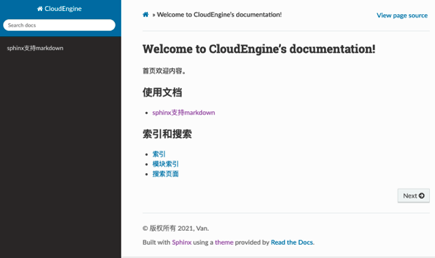 CloudEngine
Search docs
sphinx支持markdown
» Welcome to CloudEngine's documentation!
View page source
Welcome to CloudEngine's documentation!
首页欢迎内容。
使用文档
sphinx支持markdown
索引和搜索
索引
模块索引
搜索页面
Next
© 版权所有 2021, Van.
Built with Sphinx using a theme provided by Read the Docs.